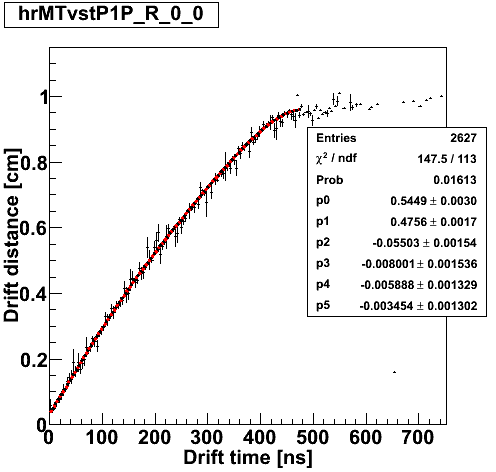 hrMTvstP1P_R_0_0
Drift distance [cm]
1
0.8
0.6
0.4
0.2
0
Entries 2627
χ² / ndf 147.5 / 113
Prob 0.01613
p0 0.5449 ± 0.0030
p1 0.4756 ± 0.0017
p2 -0.05503 ± 0.00154
p3 -0.008001 ± 0.001536
p4 -0.005888 ± 0.001329
p5 -0.003454 ± 0.001302
0 100 200 300 400 500 600 700
Drift time [ns]